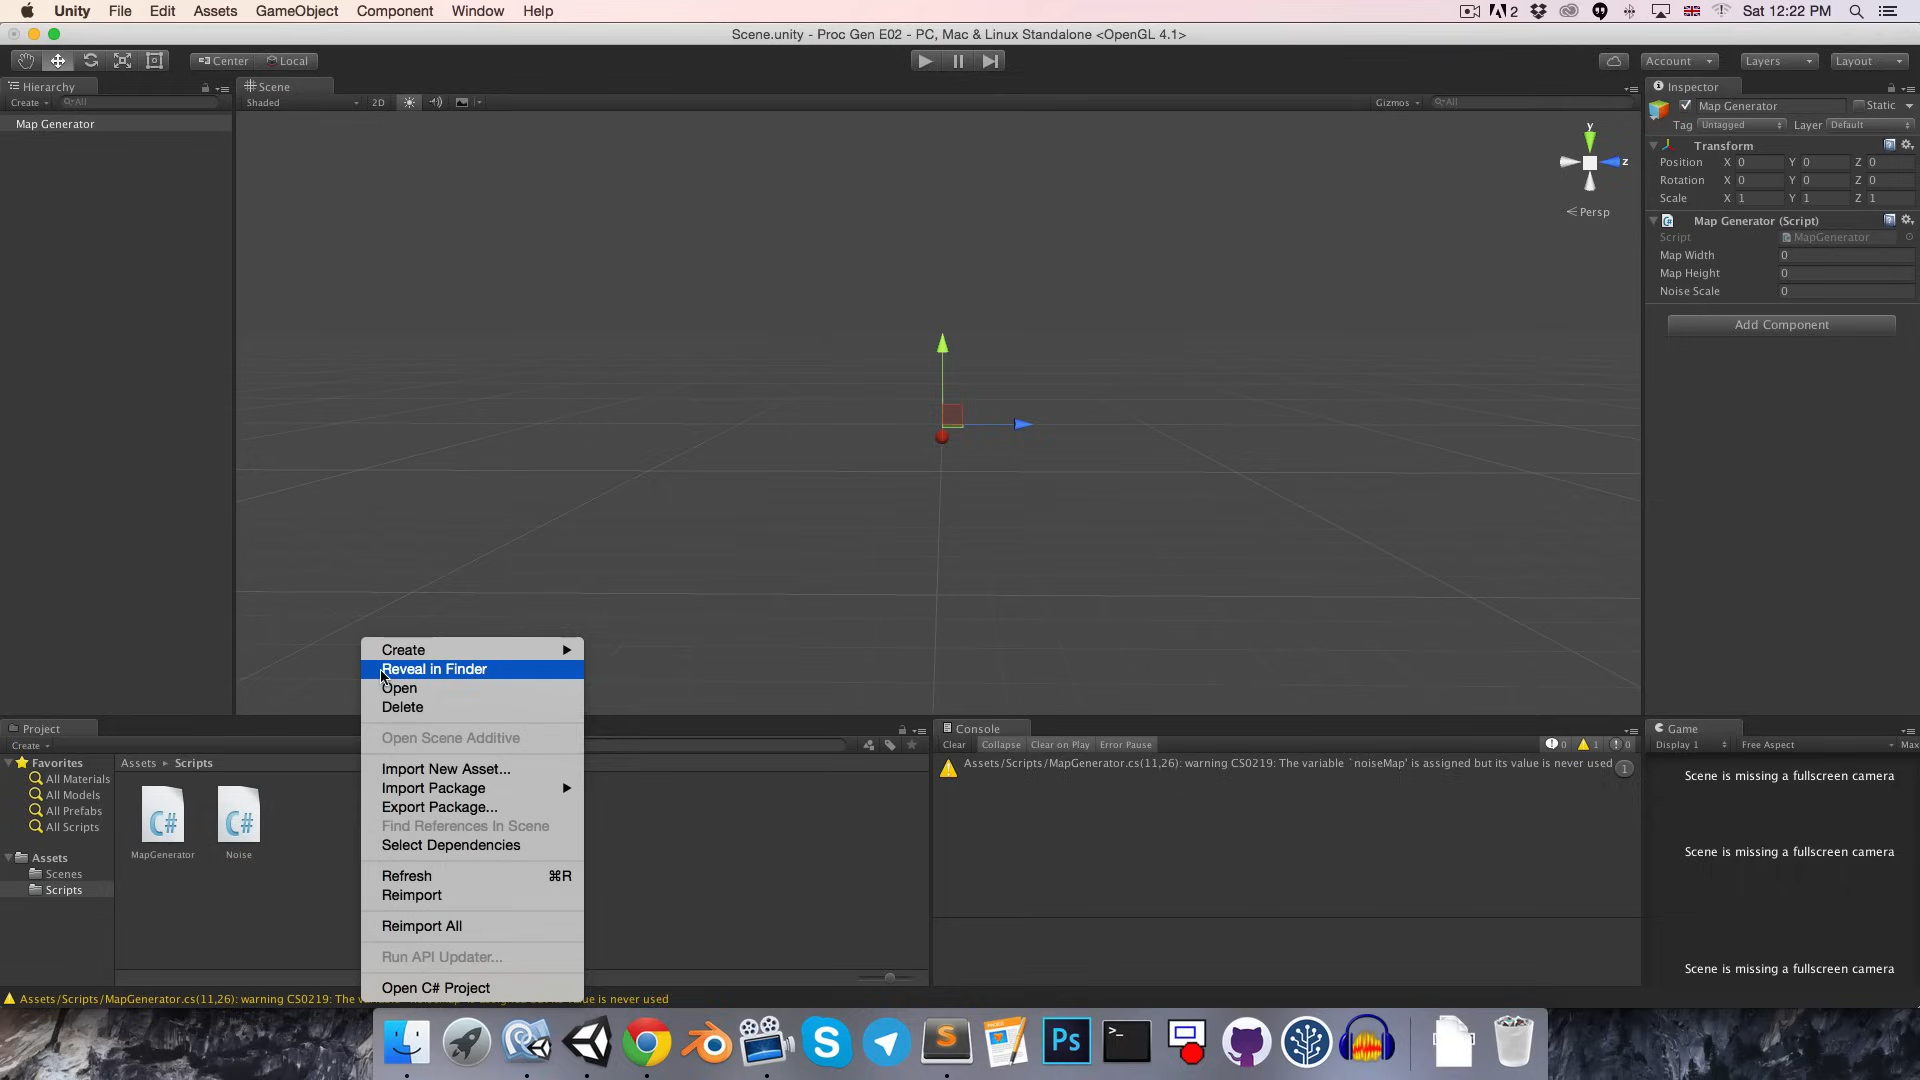 Unity File Edit Assets GameObject Component Window Help 2 Sat 12:22 PM
Scene.unity - Proc Gen E02 - PC, Mac & Linux Standalone <OpenGL 4.1>
Center Local Account Layers Layout
Hierarchy Scene Inspector
Create All Shaded 2D Gizmos All
Map Generator Static
Map Generator
Tag Untagged Layer Default
y
Transform
z
Position X 0 Y 0 Z 0
Rotation X 0 Y 0 Z 0
Scale X 1 Y 1 Z 1
Persp
Map Generator (Script)
Script MapGenerator
Map Width 0
Map Height 0
Noise Scale 0
Add Component
Create
Reveal in Finder
Open
Delete
Open Scene Additive
Import New Asset...
Import Package
Export Package...
Find References In Scene
Select Dependencies
Refresh ⌘R
Reimport
Reimport All
Run API Updater...
Open C# Project
Project
Create
Favorites
All Materials
All Models
All Prefabs
All Scripts
Assets
Scenes
Scripts
Assets Scripts
C# C#
MapGenerator Noise
Console
Clear Collapse Clear on Play Error Pause 0 1 0
Assets/Scripts/MapGenerator.cs(11,26): warning CS0219: The variable `noiseMap' is assigned but its value is never used 1
Game
Display 1 Free Aspect Max
Scene is missing a fullscreen camera
Scene is missing a fullscreen camera
Scene is missing a fullscreen camera
Assets/Scripts/MapGenerator.cs(11,26): warning CS0219: The va value is never used
S S PAGES Ps >_